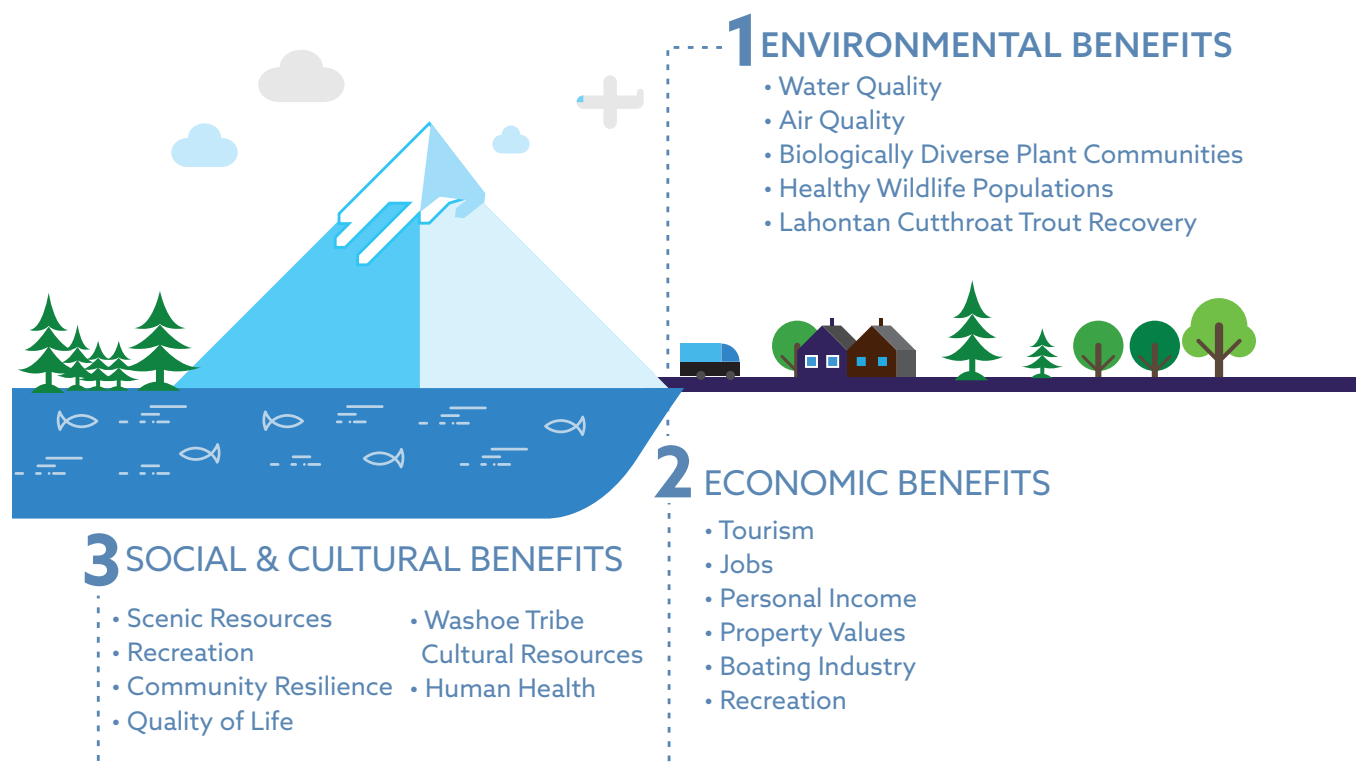 1 ENVIRONMENTAL BENEFITS
• Water Quality
• Air Quality
• Biologically Diverse Plant Communities
• Healthy Wildlife Populations
• Lahontan Cutthroat Trout Recovery
2 ECONOMIC BENEFITS
• Tourism
• Jobs
• Personal Income
• Property Values
• Boating Industry
• Recreation
3 SOCIAL & CULTURAL BENEFITS
• Scenic Resources
• Recreation
• Community Resilience
• Quality of Life
• Washoe Tribe
Cultural Resources
• Human Health